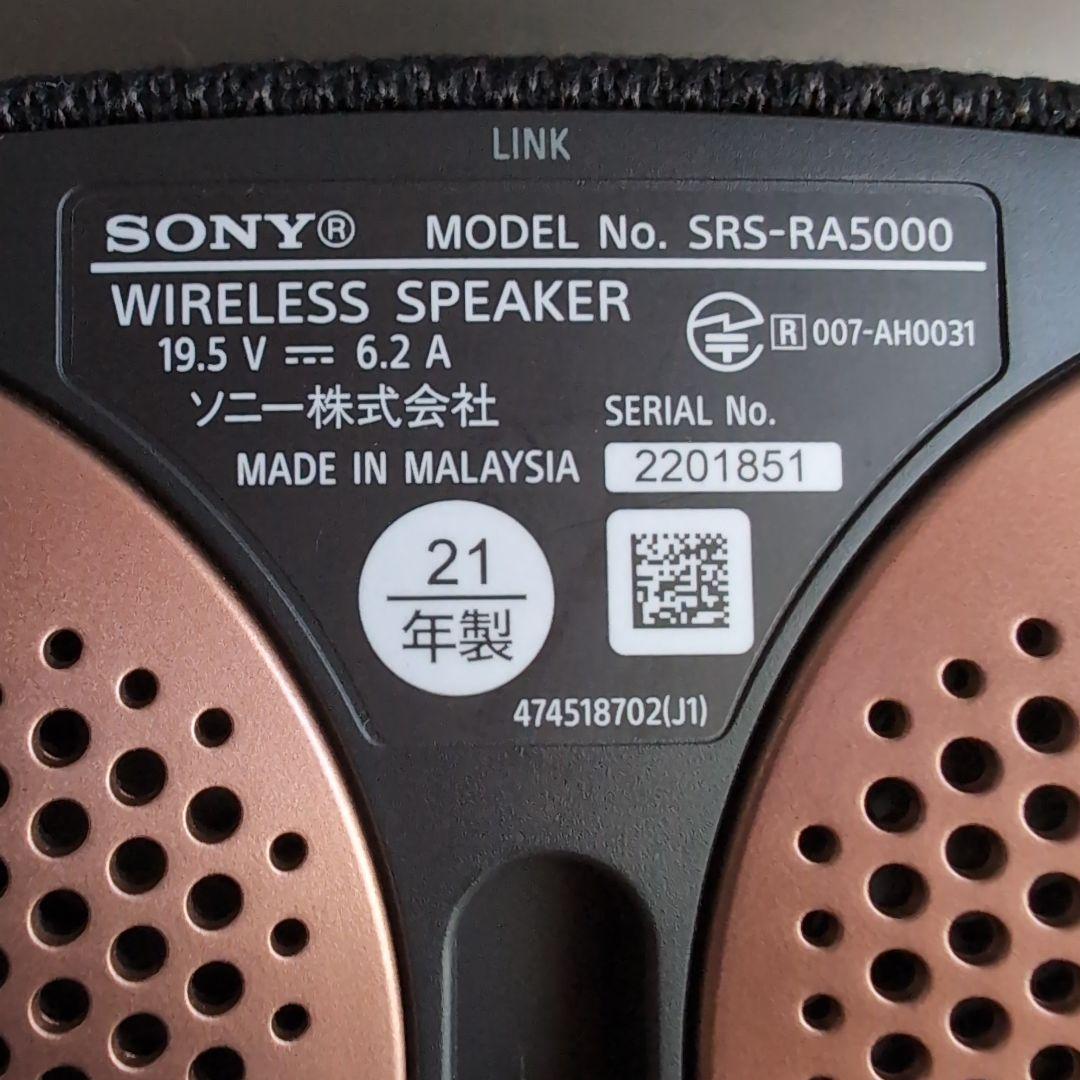 LINK
SONY® MODEL No. SRS-RA5000
WIRELESS SPEAKER
R 007-AH0031
19.5 V ⎓ 6.2 A
ソニー株式会社
SERIAL No.
MADE IN MALAYSIA
2201851
21
年製
474518702(J1)